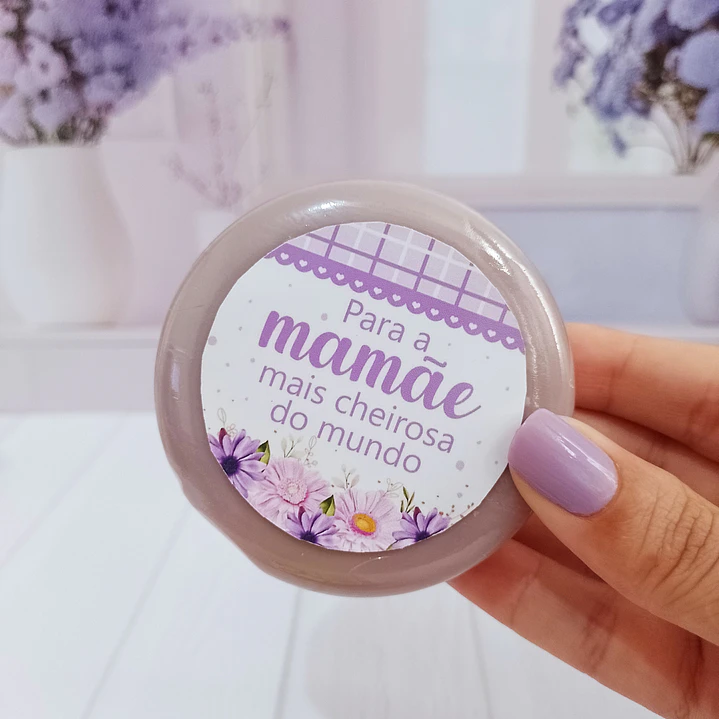 Para a
mamãe
mais cheirosa
do mundo